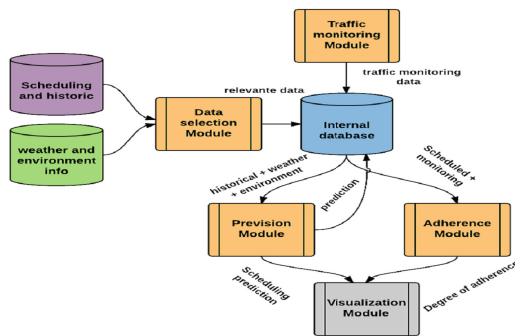 Traffic
monitoring
Module
traffic monitoring
data
Scheduling
and historic
relevante data
Data
selection
Module
Internal
database
weather and
environment
info
historical + weather
+ environment
prediction
Scheduled +
monitoring
Prevision
Module
Adherence
Module
Scheduling
prediction
Visualization
Module
Degree of adherence